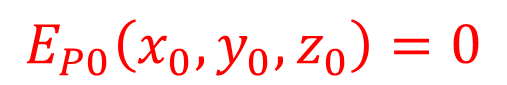 E_{P0}(x_0, y_0, z_0) = 0